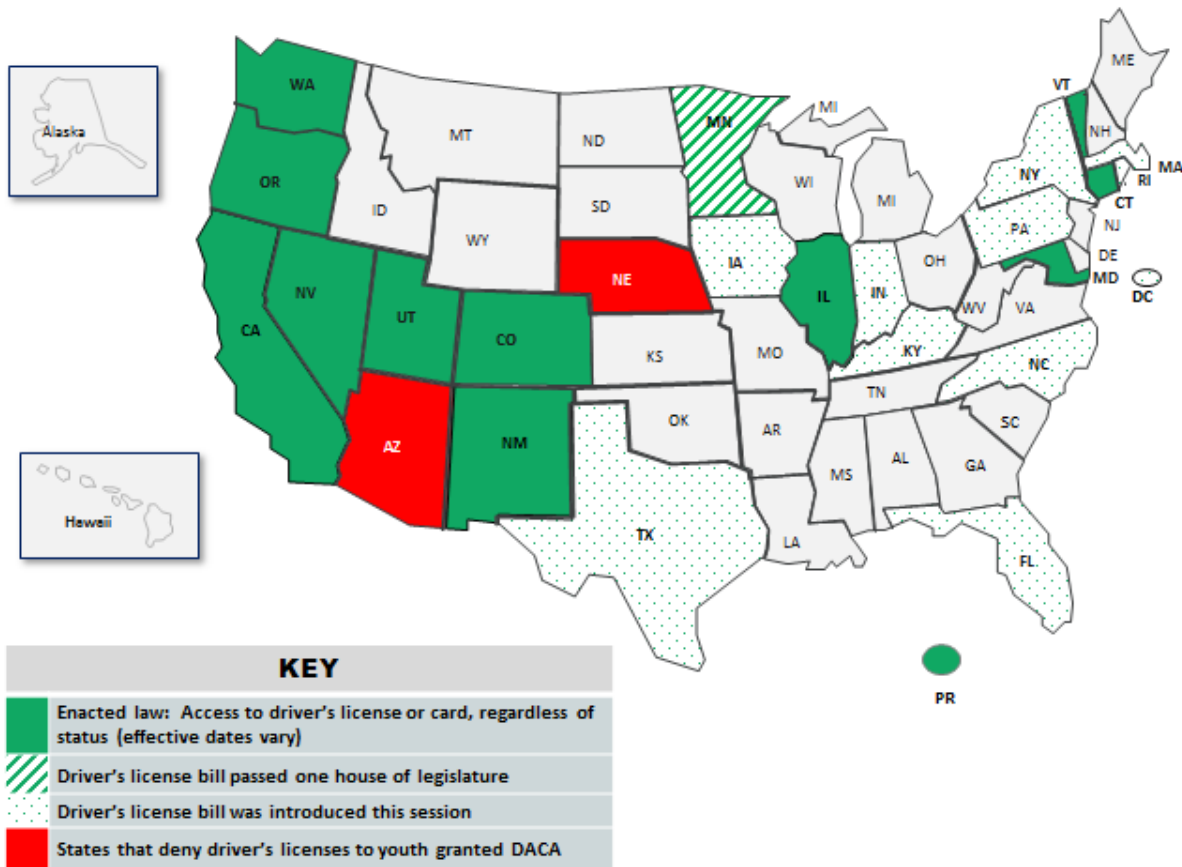 ME
VT
WA
MI
Alaska
MN
MT
ND
NH
MA
OR
NY
RI
WI
CT
ID
SD
MI
WY
PA
NJ
IA
OH
DE
NE
MD
NV
IL
IN
DC
UT
WV
VA
CA
CO
KS
MO
KY
NC
TN
OK
AR
SC
AZ
NM
MS
AL
GA
Hawaii
TX
LA
FL
KEY
PR
Enacted law: Access to driver's license or card, regardless of
status (effective dates vary)
Driver's license bill passed one house of legislature
Driver's license bill was introduced this session
States that deny driver's licenses to youth granted DACA